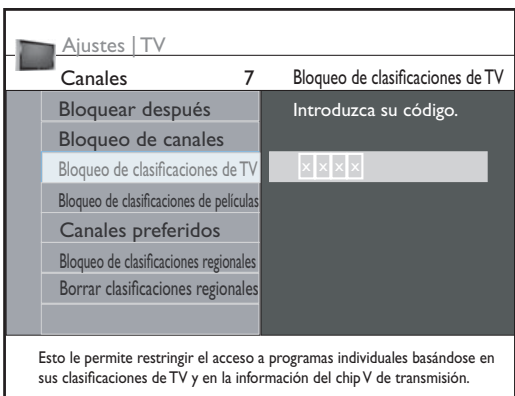 Ajustes | TV
Canales 7 Bloqueo de clasificaciones de TV
Bloquear después
Bloqueo de canales
Bloqueo de clasificaciones de TV
Bloqueo de clasificaciones de películas
Canales preferidos
Bloqueo de clasificaciones regionales
Borrar clasificaciones regionales
Introduzca su código.
x x x x
Esto le permite restringir el acceso a programas individuales basándose en
sus clasificaciones de TV y en la información del chip V de transmisión.